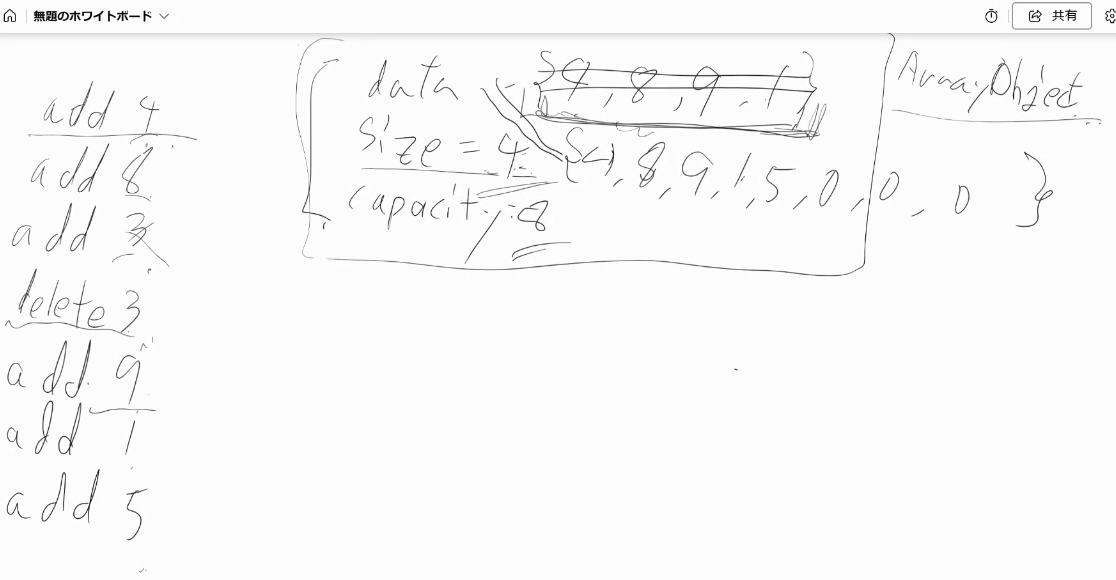 無題のホワイトボード
共有
add 4
add 8
add 3
delete 3
add 9
add 1
add 5
data
{4, 8, 9, 1}
size = 4
{4, 8, 9, 1, 5, 0, 0, 0 }
capacity = 8
ArrayObject